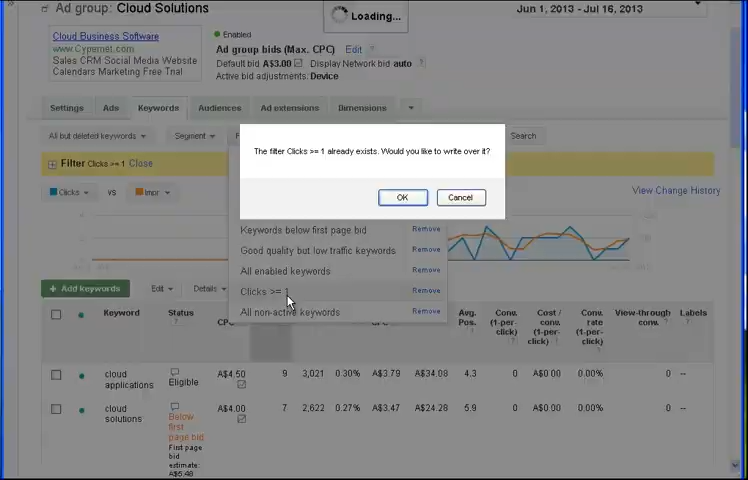 Ad group: Cloud Solutions
Loading...
Jun 1, 2013 - Jul 16, 2013
Cloud Business Software
www.Cypernet.com
Sales CRM Social Media Website
Calendars Marketing Free Trial
Enabled
Ad group bids (Max. CPC) Edit ?
Default bid A$3.00 Display Network bid auto ?
Active bid adjustments: Device
Settings Ads Keywords Audiences Ad extensions Dimensions
All but deleted keywords Segment F Search
The filter Clicks >= 1 already exists. Would you like to write over it?
OK Cancel
Filter Clicks >= 1 Close
Clicks VS Impr View Change History
Keywords below first page bid Remove
Good quality but low traffic keywords Remove
All enabled keywords Remove
Clicks >= 1 Remove
All non-active keywords Remove
+ Add keywords Edit Details
Keyword Status ? CPC CPC Avg. Pos. ? Conv. (1-per-click) ? Cost / conv. (1-per-click) ? Conv. rate (1-per-click) ? View-through conv. ? Labels ?
cloud applications Eligible A$4.50 9 3,021 0.30% A$3.79 A$34.08 4.3 0 A$0.00 0.00% 0 --
cloud solutions Below first page bid A$4.00 7 2,622 0.27% A$3.47 A$24.28 5.9 0 A$0.00 0.00% 0 --
First page bid estimate: A$5.48